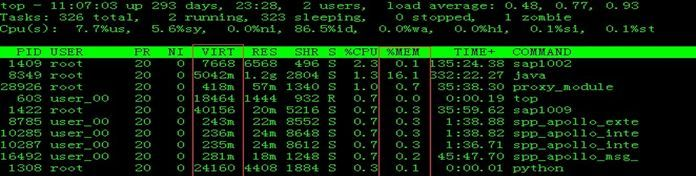 top - 11:07:03 up 293 days, 23:28, 2 users, load average: 0.48, 0.77, 0.93
Tasks: 326 total, 2 running, 323 sleeping, 0 stopped, 1 zombie
Cpu(s): 7.7%us, 5.6%sy, 0.0%ni, 86.5%id, 0.0%wa, 0.0%hi, 0.1%si, 0.1%st
PID USER PR NI VIRT RES SHR S %CPU %MEM TIME+ COMMAND
1409 root 20 0 7668 6568 496 S 2.3 0.1 135:24.38 sap1002
8349 root 20 0 5042m 1.2g 2804 S 1.3 16.1 332:22.27 java
28926 root 20 0 418m 57m 1340 S 1.0 0.7 35:38.30 proxy_module
603 user_00 20 0 18464 1444 932 R 0.7 0.0 0:00.19 top
1422 root 20 0 40156 20m 5216 S 0.7 0.3 35:59.62 sap1009
8785 user_00 20 0 243m 22m 8552 S 0.7 0.3 1:38.88 spp_apollo_exte
10285 user_00 20 0 236m 24m 8648 S 0.7 0.3 1:38.82 spp_apollo_inte
10287 user_00 20 0 235m 24m 8612 S 0.7 0.3 1:36.71 spp_apollo_inte
16492 user_00 20 0 281m 18m 1248 S 0.7 0.2 45:47.70 spp_apollo_msg_
1308 root 20 0 24160 4408 1884 S 0.3 0.1 0:00.01 python